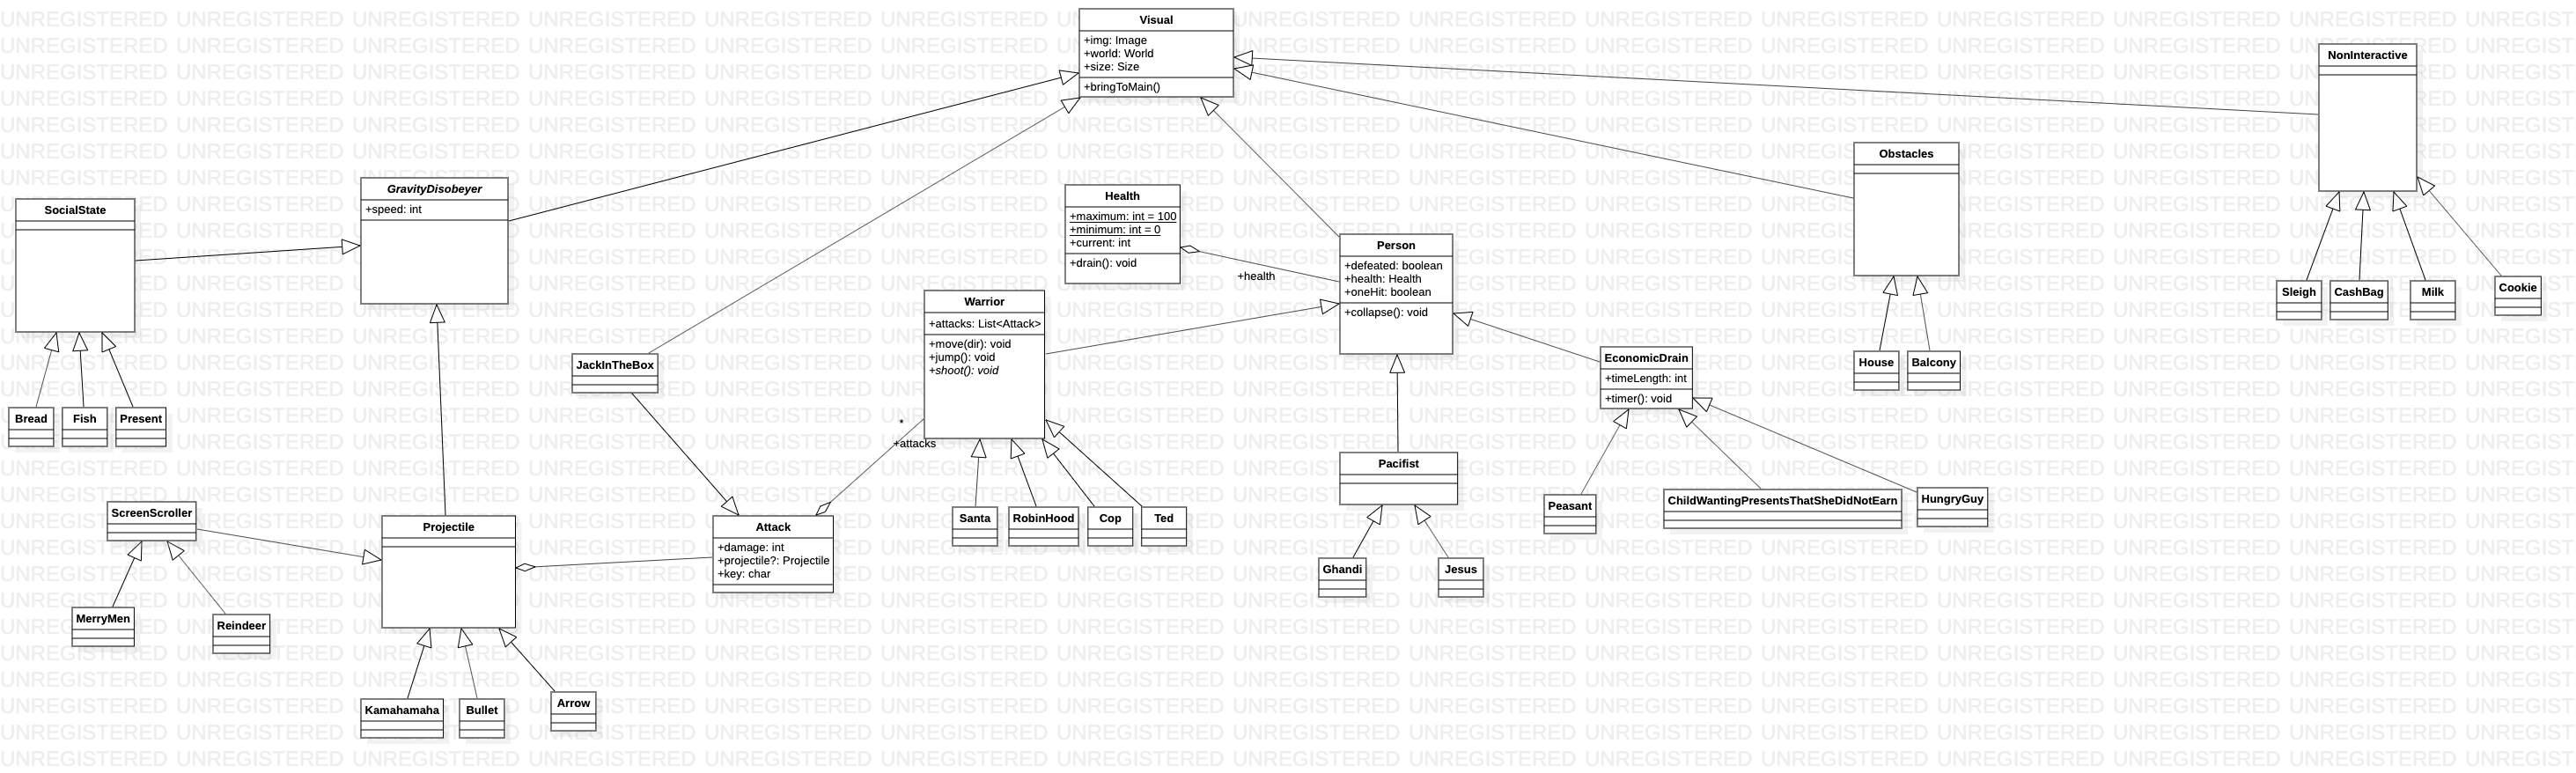 Visual
+img: Image
+world: World
+size: Size
+bringToMain()
NonInteractive
Obstacles
GravityDisobeyer
+speed: int
Health
+maximum: int = 100
+minimum: int = 0
+current: int
+drain(): void
SocialState
Person
+defeated: boolean
+health: Health
+oneHit: boolean
+collapse(): void
+health
Warrior
+attacks: List<Attack>
+move(dir): void
+jump(): void
+shoot(): void
Sleigh
CashBag
Milk
Cookie
JackInTheBox
EconomicDrain
+timeLength: int
+timer(): void
House
Balcony
Bread
Fish
Present
*
+attacks
Pacifist
Peasant
ChildWantingPresentsThatSheDidNotEarn
HungryGuy
ScreenScroller
Projectile
Attack
+damage: int
+projectile?: Projectile
+key: char
Santa
RobinHood
Cop
Ted
Ghandi
Jesus
MerryMen
Reindeer
Kamahamaha
Bullet
Arrow
UNREGISTERED